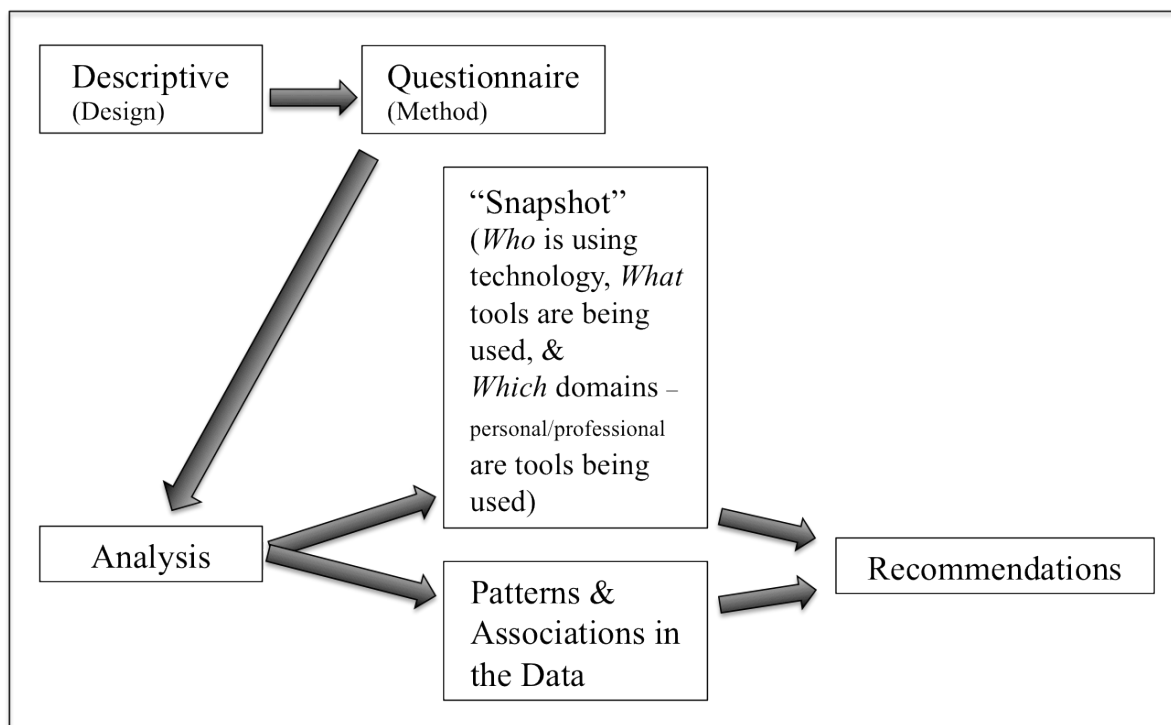 Descriptive
(Design)
Questionnaire
(Method)
“Snapshot”
(Who is using
technology, What
tools are being
used, &
Which domains –
personal/professional
are tools being
used)
Analysis
Patterns &
Associations in
the Data
Recommendations